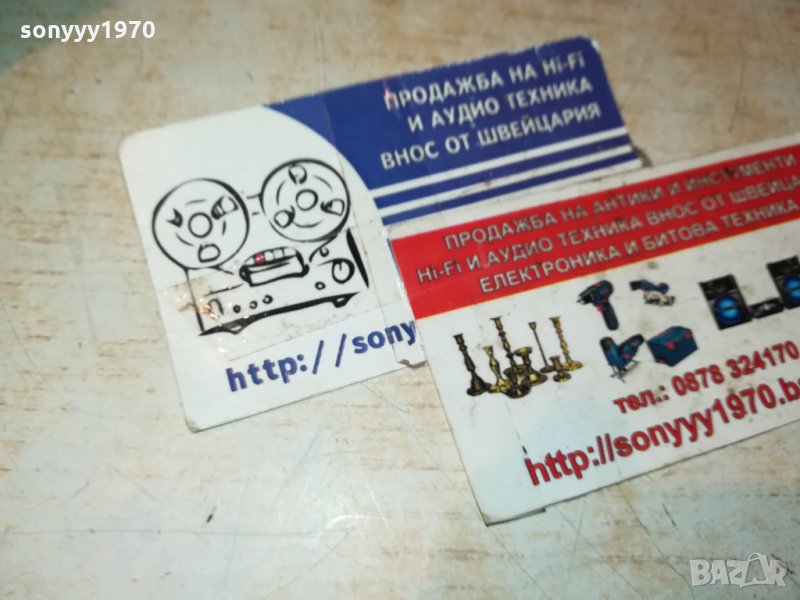 sonyyy1970
ПРОДАЖБА НА Hi-Fi
И АУДИО ТЕХНИКА
ВНОС ОТ ШВЕЙЦАРИЯ
http://sony
ПРОДАЖБА НА АНТИКИ И ИНСТРУМЕНТИ
Hi-Fi И АУДИО ТЕХНИКА ВНОС ОТ ШВЕЙЦА
ЕЛЕКТРОНИКА И БИТОВА ТЕХНИКА
тел.: 0878 324170
http://sonyyy1970.b
BAZAR